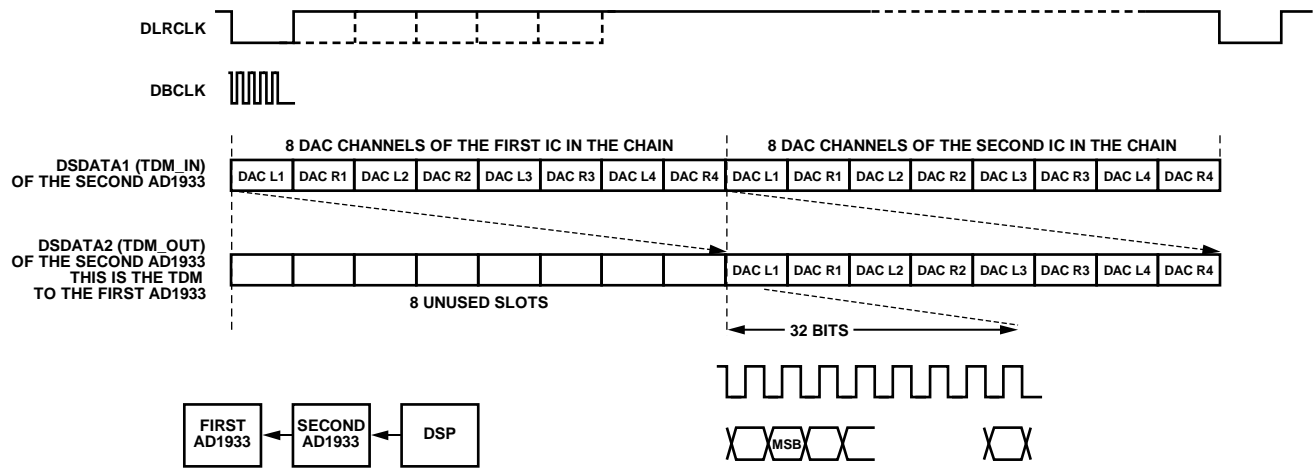 DLRCLK
DBCLK
8 DAC CHANNELS OF THE FIRST IC IN THE CHAIN
8 DAC CHANNELS OF THE SECOND IC IN THE CHAIN
DSDATA1 (TDM_IN)
OF THE SECOND AD1933
DAC L1 DAC R1 DAC L2 DAC R2 DAC L3 DAC R3 DAC L4 DAC R4 DAC L1 DAC R1 DAC L2 DAC R2 DAC L3 DAC R3 DAC L4 DAC R4
DSDATA2 (TDM_OUT)
OF THE SECOND AD1933
THIS IS THE TDM
TO THE FIRST AD1933
DAC L1 DAC R1 DAC L2 DAC R2 DAC L3 DAC R3 DAC L4 DAC R4
8 UNUSED SLOTS
32 BITS
FIRST
AD1933
SECOND
AD1933
DSP
MSB